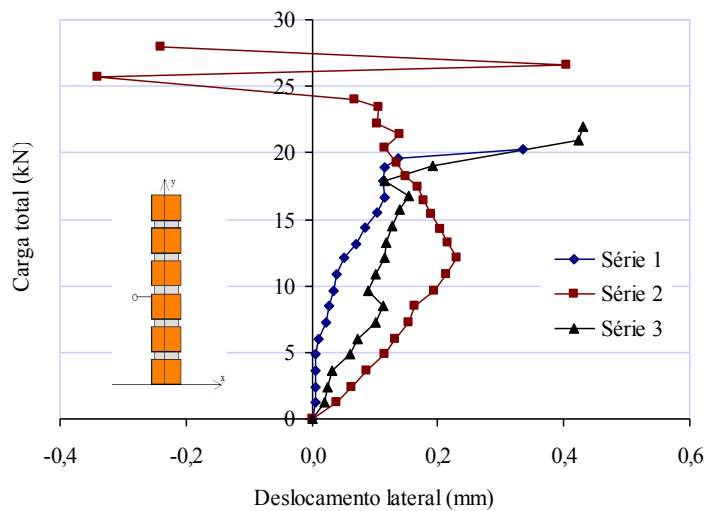 Carga total (kN)
30
25
20
15
10
5
0
y
x
Série 1
Série 2
Série 3
-0,4 -0,2 0,0 0,2 0,4 0,6
Deslocamento lateral (mm)